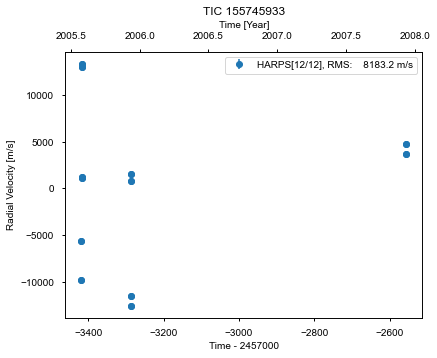 TIC 155745933
Time [Year]
2005.5 2006.0 2006.5 2007.0 2007.5 2008.0
HARPS[12/12], RMS: 8183.2 m/s
Radial Velocity [m/s]
10000
5000
0
−5000
−10000
−3400 −3200 −3000 −2800 −2600
Time - 2457000